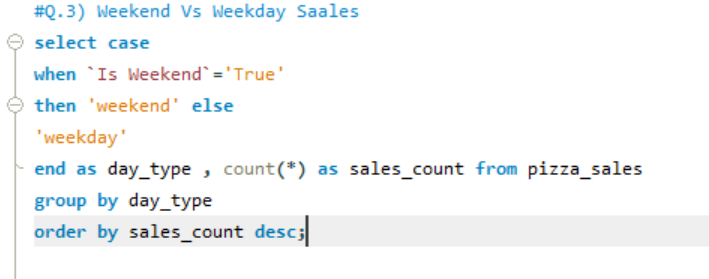 #Q.3) Weekend Vs Weekday Saales
select case
when `Is Weekend`='True'
then 'weekend' else
'weekday'
end as day_type , count(*) as sales_count from pizza_sales
group by day_type
order by sales_count desc;